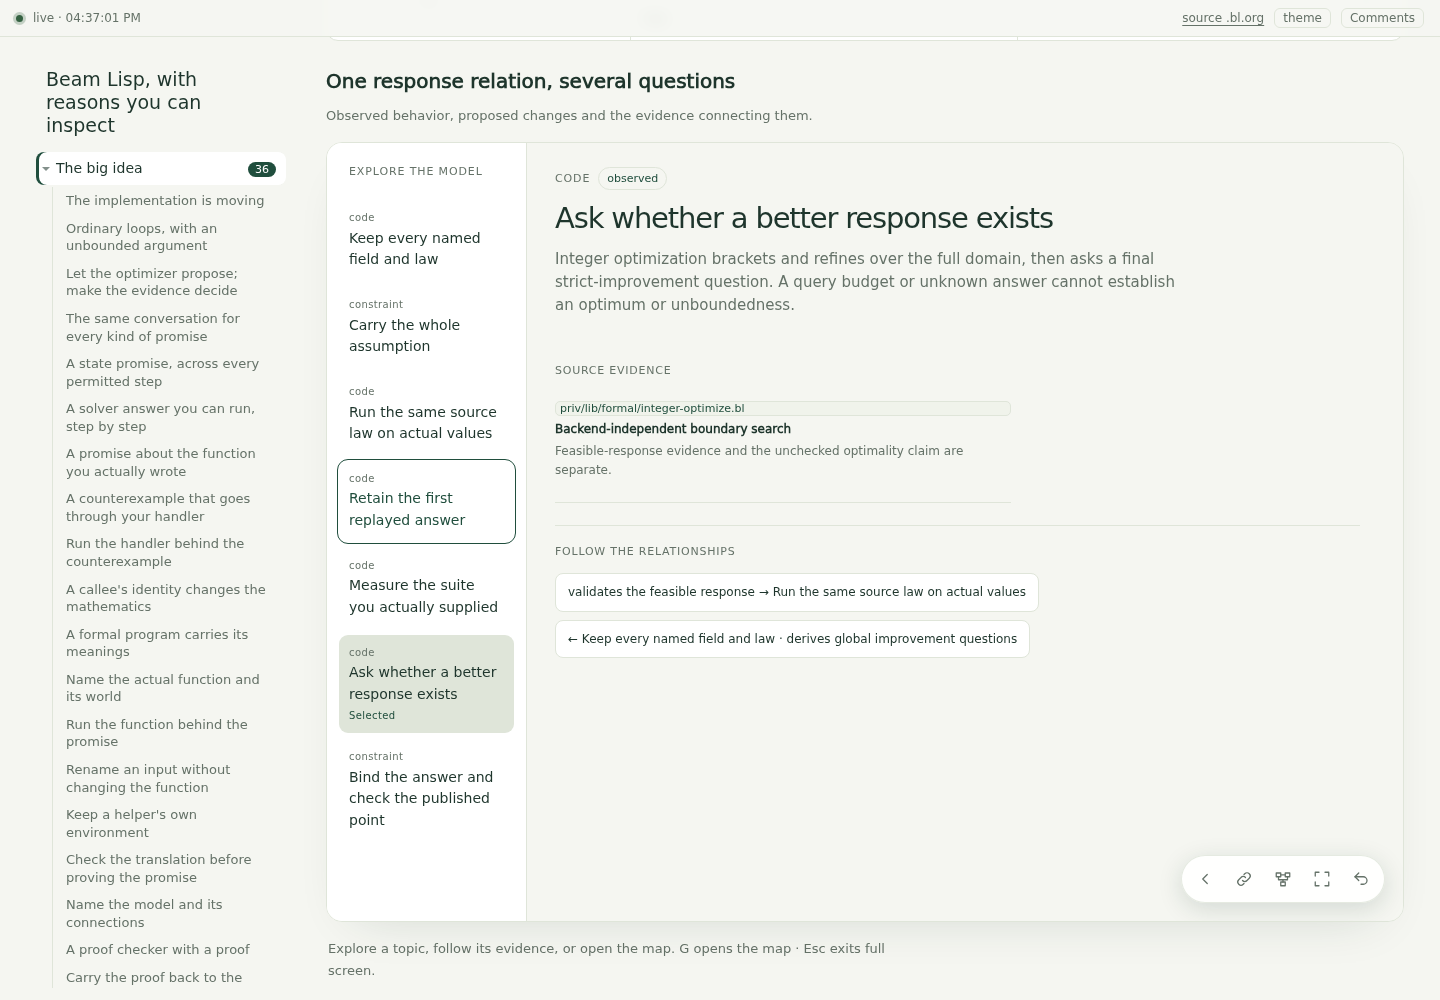 live · 04:37:01 PM
source .bl.org
theme
Comments
Beam Lisp, with
reasons you can
inspect
The big idea
36
The implementation is moving
Ordinary loops, with an
unbounded argument
Let the optimizer propose;
make the evidence decide
The same conversation for
every kind of promise
A state promise, across every
permitted step
A solver answer you can run,
step by step
A promise about the function
you actually wrote
A counterexample that goes
through your handler
Run the handler behind the
counterexample
A callee's identity changes the
mathematics
A formal program carries its
meanings
Name the actual function and
its world
Run the function behind the
promise
Rename an input without
changing the function
Keep a helper's own
environment
Check the translation before
proving the promise
Name the model and its
connections
A proof checker with a proof
Carry the proof back to the
One response relation, several questions
Observed behavior, proposed changes and the evidence connecting them.
EXPLORE THE MODEL
code
Keep every named
field and law
constraint
Carry the whole
assumption
code
Run the same source
law on actual values
code
Retain the first
replayed answer
code
Measure the suite
you actually supplied
code
Ask whether a better
response exists
Selected
constraint
Bind the answer and
check the published
point
CODE
observed
Ask whether a better response exists
Integer optimization brackets and refines over the full domain, then asks a final
strict-improvement question. A query budget or unknown answer cannot establish
an optimum or unboundedness.
SOURCE EVIDENCE
priv/lib/formal/integer-optimize.bl
Backend-independent boundary search
Feasible-response evidence and the unchecked optimality claim are
separate.
FOLLOW THE RELATIONSHIPS
validates the feasible response → Run the same source law on actual values
← Keep every named field and law · derives global improvement questions
Explore a topic, follow its evidence, or open the map. G opens the map · Esc exits full
screen.